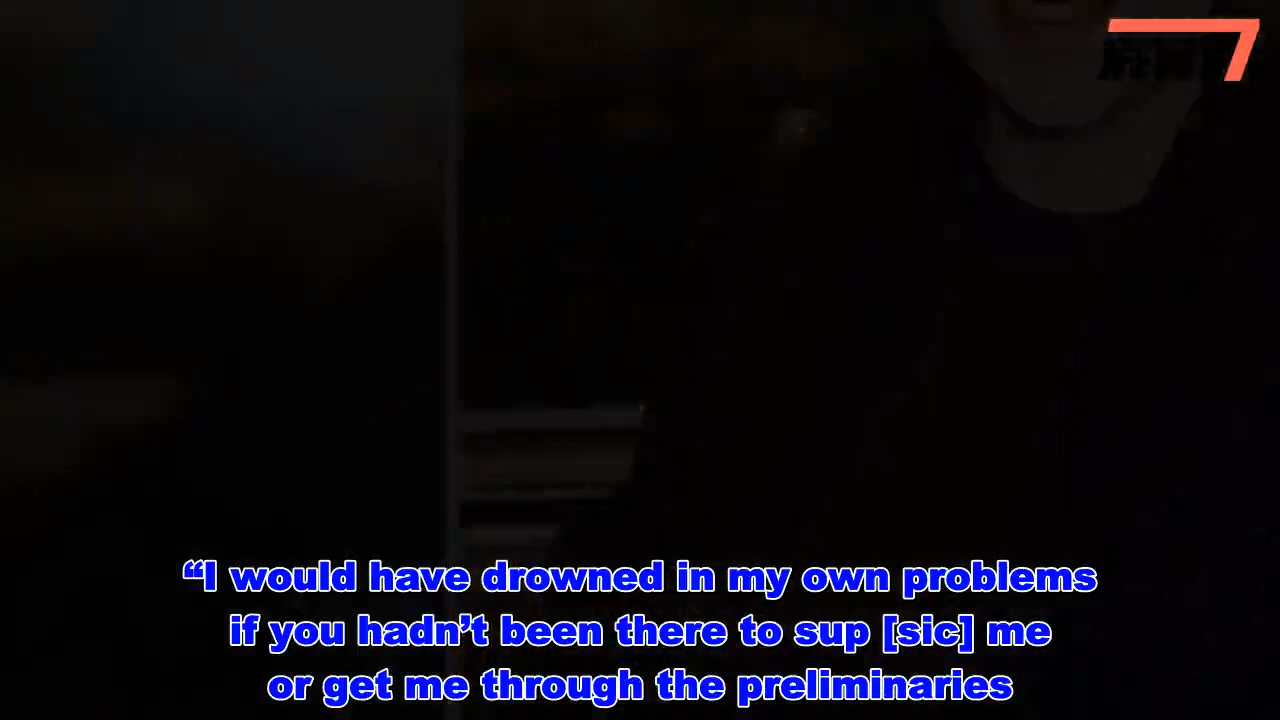 “I would have drowned in my own problems
if you hadn’t been there to sup [sic] me
or get me through the preliminaries